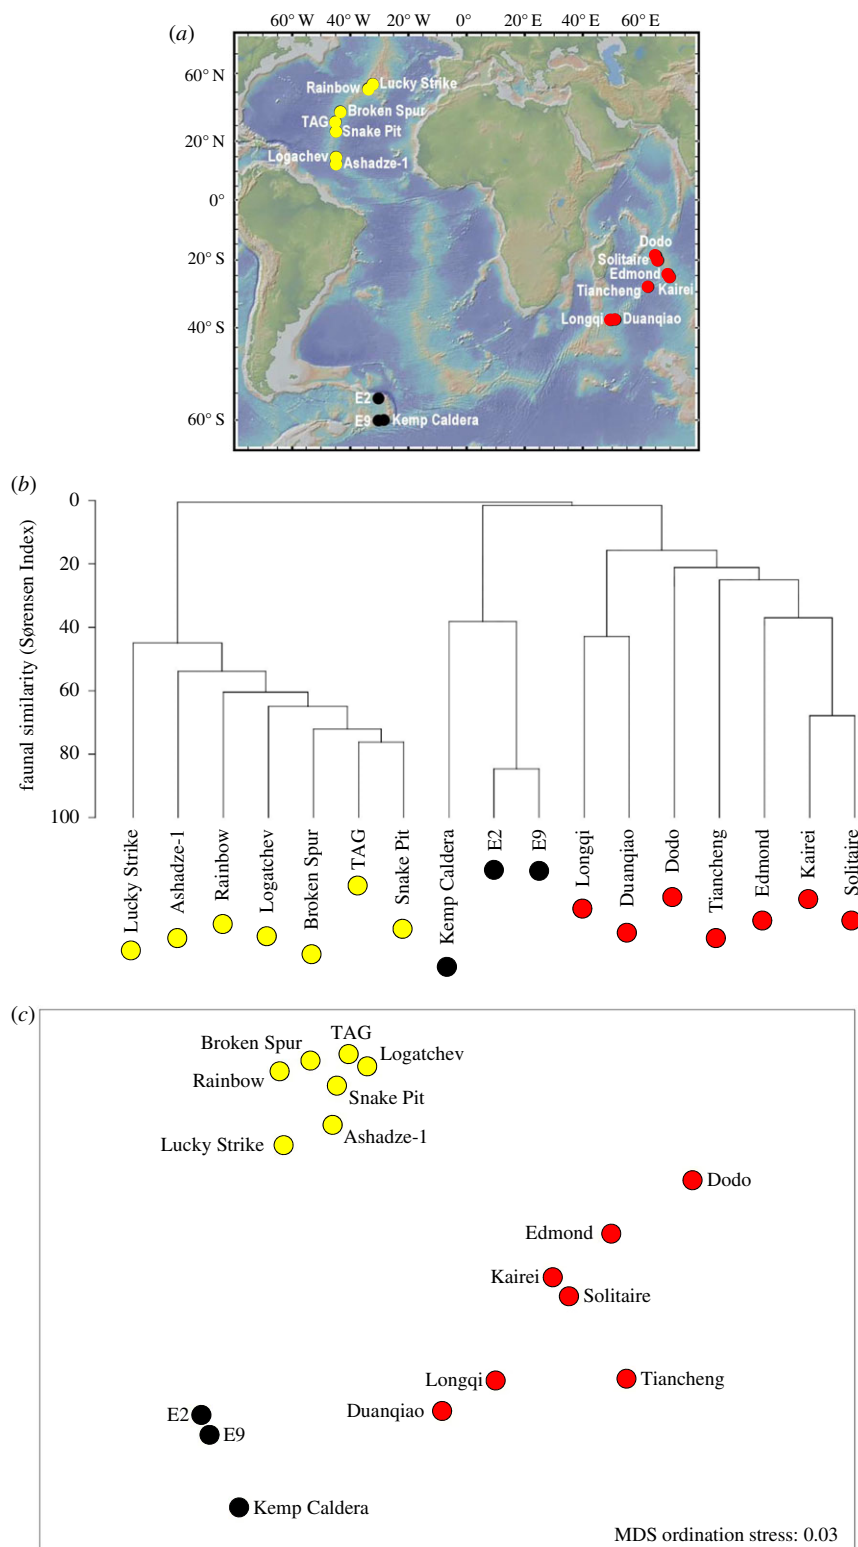 60° W 40° W 20° W 0° 20° E 40° E 60° E
(a)
60° N
Rainbow Lucky Strike
Broken Spur
TAG
Snake Pit
20° N
Logachev
Ashadze-1
0°
Dodo
20° S
Solitaire
Edmond
Tiancheng Kairei
Longqi Duanqiao
40° S
E2
60° S
E9 Kemp Caldera
(b)
faunal similarity (Sørensen Index)
0
20
40
60
80
100
Lucky Strike
Ashadze-1
Rainbow
Logatchev
Broken Spur
TAG
Snake Pit
Kemp Caldera
E2
E9
Longqi
Duanqiao
Dodo
Tiancheng
Edmond
Kairei
Solitaire
(c)
TAG
Broken Spur
Logatchev
Rainbow
Snake Pit
Ashadze-1
Lucky Strike
Dodo
Edmond
Kairei
Solitaire
Longqi
Tiancheng
Duanqiao
E2
E9
Kemp Caldera
MDS ordination stress: 0.03